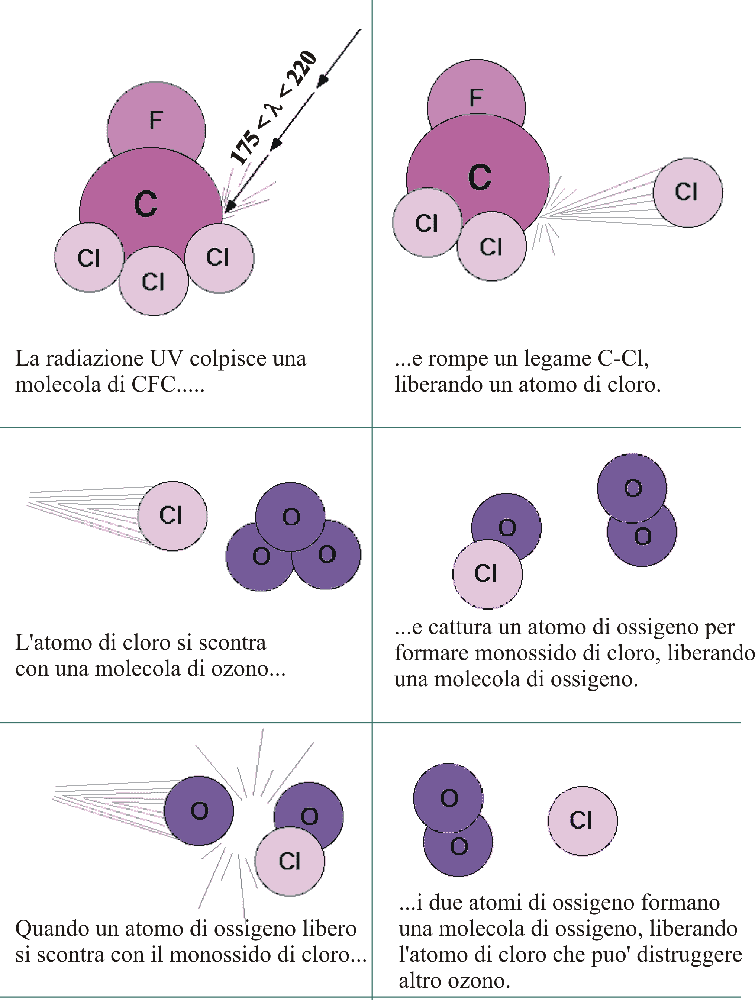 175 < λ < 220
F
C
Cl
Cl
Cl
La radiazione UV colpisce una
molecola di CFC.....
F
C
Cl
Cl
Cl
...e rompe un legame C-Cl,
liberando un atomo di cloro.
Cl
O
O
O
L'atomo di cloro si scontra
con una molecola di ozono...
O
O
O
Cl
...e cattura un atomo di ossigeno per
formare monossido di cloro, liberando
una molecola di ossigeno.
O
O
Cl
Quando un atomo di ossigeno libero
si scontra con il monossido di cloro...
O
Cl
O
...i due atomi di ossigeno formano
una molecola di ossigeno, liberando
l'atomo di cloro che puo' distruggere
altro ozono.